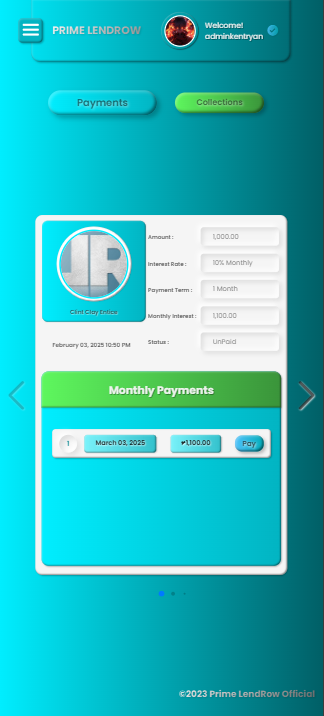 PRIME LENDROW
Welcome!
adminkentryan
Payments
Collections
Amount :
1,000.00
Interest Rate :
10% Monthly
Payment Term :
1 Month
Monthly Interest :
1,100.00
Status :
UnPaid
Clint Clay Entice
February 03, 2025 10:50 PM
Monthly Payments
1
March 03, 2025
₱1,100.00
Pay
©2023 Prime LendRow Official